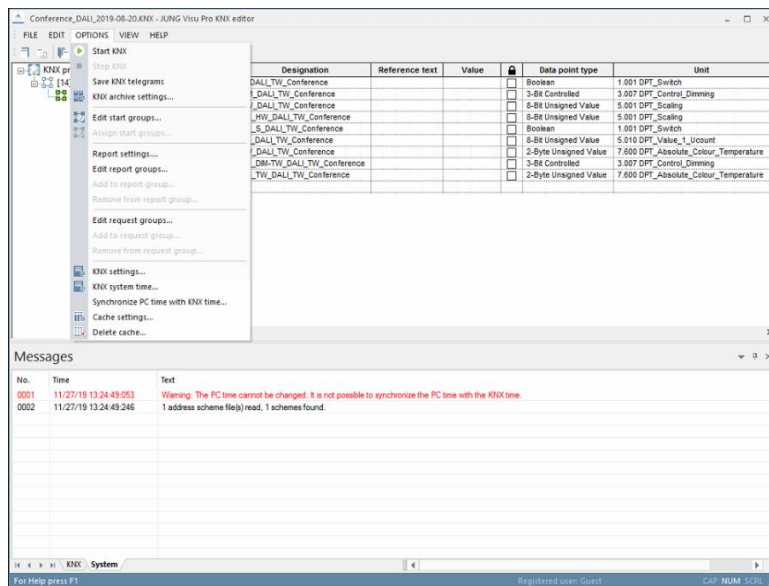 Conference_DALI_2019-08-20.KNX - JUNG Visu Pro KNX editor
FILE EDIT OPTIONS VIEW HELP
Start KNX
Stop KNX
Save KNX telegrams
KNX archive settings...
Edit start groups...
Assign start groups...
Report settings....
Edit report groups...
Add to report group...
Remove from report group...
Edit request groups...
Add to request group...
Remove from request group...
KNX settings...
KNX system time...
Synchronize PC time with KNX time...
Cache settings...
Delete cache...
KNX pr
[14]
Designation Reference text Value Data point type Unit
DALI_TW_Conference Boolean 1.001 DPT_Switch
_DALI_TW_Conference 3-Bit Controlled 3.007 DPT_Control_Dimming
_DALI_TW_Conference 8-Bit Unsigned Value 5.001 DPT_Scaling
_HW_DALI_TW_Conference 8-Bit Unsigned Value 5.001 DPT_Scaling
_S_DALI_TW_Conference Boolean 1.001 DPT_Switch
_DALI_TW_Conference 8-Bit Unsigned Value 5.010 DPT_Value_1_Ucount
_DALI_TW_Conference 2-Byte Unsigned Value 7.600 DPT_Absolute_Colour_Temperature
_DIM-TW_DALI_TW_Conference 3-Bit Controlled 3.007 DPT_Control_Dimming
_TW_DALI_TW_Conference 2-Byte Unsigned Value 7.600 DPT_Absolute_Colour_Temperature
Messages
No. Time Text
0001 11/27/19 13:24:49:053 Warning: The PC time cannot be changed. It is not possible to synchronize the PC time with the KNX time.
0002 11/27/19 13:24:49:246 1 address scheme file(s) read, 1 schemes found.
KNX System
For Help press F1 Registered user: Guest CAP NUM SCRL